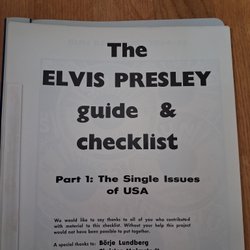 The
ELVIS PRESLEY
guide &
checklist
Part 1: The Single Issues
of USA
We would like to say thanks to all of you who contributed
with material to this checklist. Without your help this project
would not have been possible to put together.
A special thanks to: Börje Lundberg